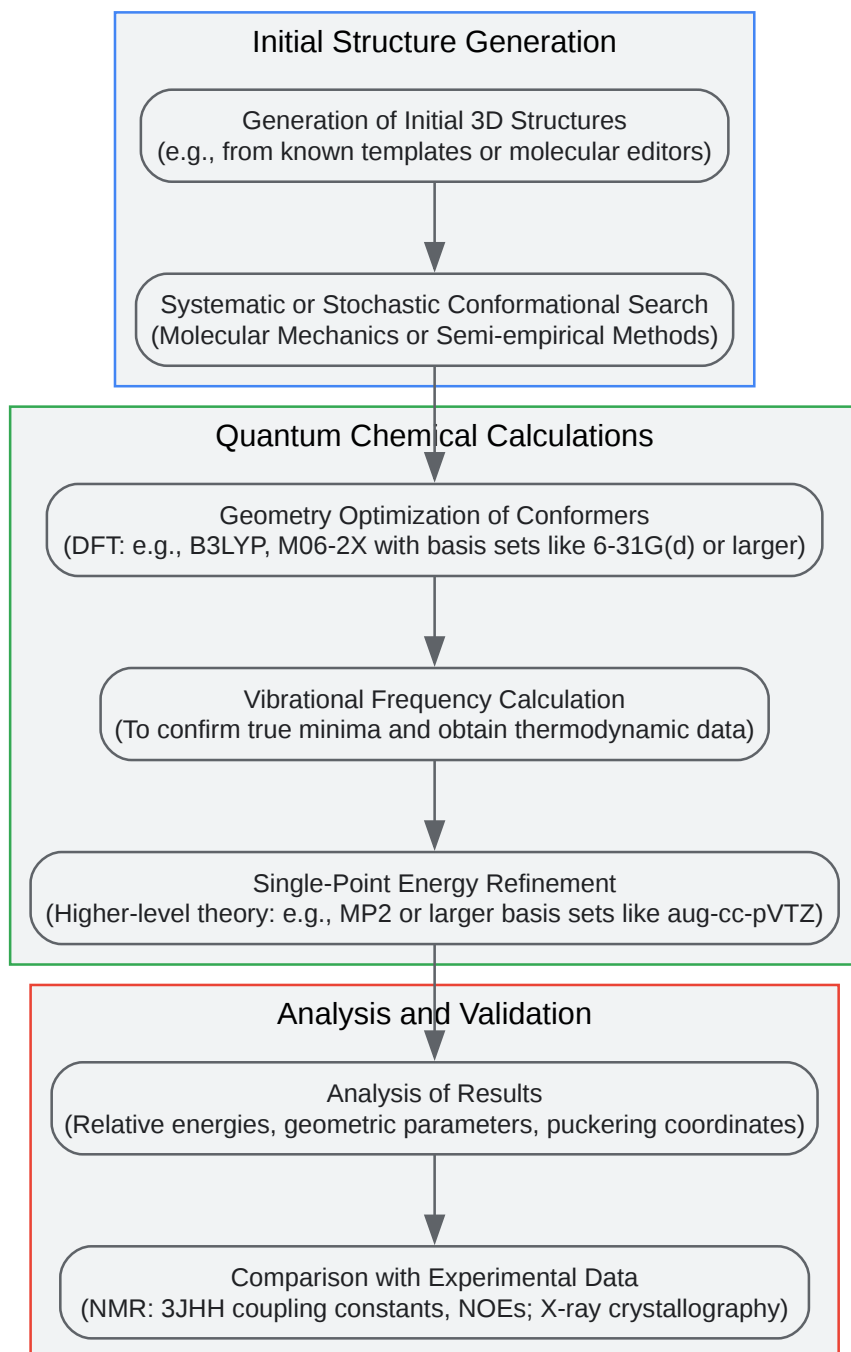 Initial Structure Generation
Generation of Initial 3D Structures
(e.g., from known templates or molecular editors)
Systematic or Stochastic Conformational Search
(Molecular Mechanics or Semi-empirical Methods)
Quantum Chemical Calculations
Geometry Optimization of Conformers
(DFT: e.g., B3LYP, M06-2X with basis sets like 6-31G(d) or larger)
Vibrational Frequency Calculation
(To confirm true minima and obtain thermodynamic data)
Single-Point Energy Refinement
(Higher-level theory: e.g., MP2 or larger basis sets like aug-cc-pVTZ)
Analysis and Validation
Analysis of Results
(Relative energies, geometric parameters, puckering coordinates)
Comparison with Experimental Data
(NMR: 3JHH coupling constants, NOEs; X-ray crystallography)